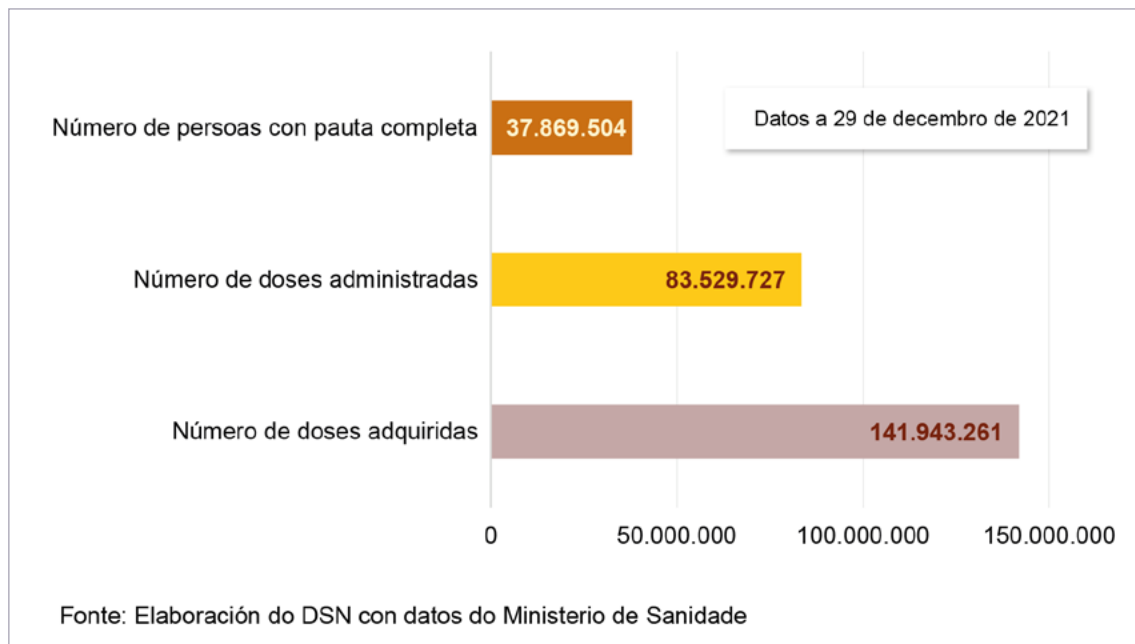 Número de persoas con pauta completa
37.869.504
Datos a 29 de decembro de 2021
Número de doses administradas
83.529.727
Número de doses adquiridas
141.943.261
0
50.000.000
100.000.000
150.000.000
Fonte: Elaboración do DSN con datos do Ministerio de Sanidade